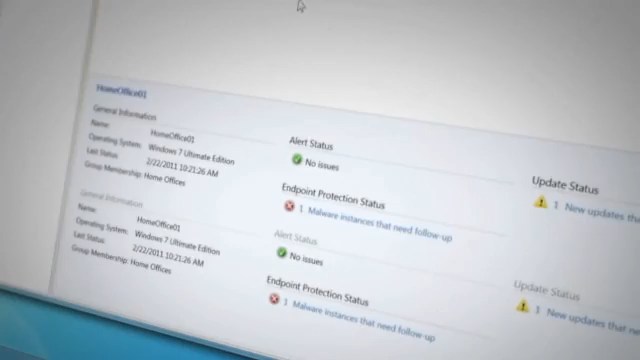 HomeOffice01
General Information
Name: HomeOffice01
Operating System: Windows 7 Ultimate Edition
Last Status: 2/22/2011 10:21:26 AM
Group Membership: Home Offices
Alert Status
No issues
Endpoint Protection Status
1 Malware instances that need follow-up
Update Status
1 New updates
General Information
Name: HomeOffice01
Operating System: Windows 7 Ultimate Edition
Last Status: 2/22/2011 10:21:26 AM
Group Membership: Home Offices
Alert Status
No issues
Endpoint Protection Status
1 Malware instances that need follow-up
Update Status
1 New updates